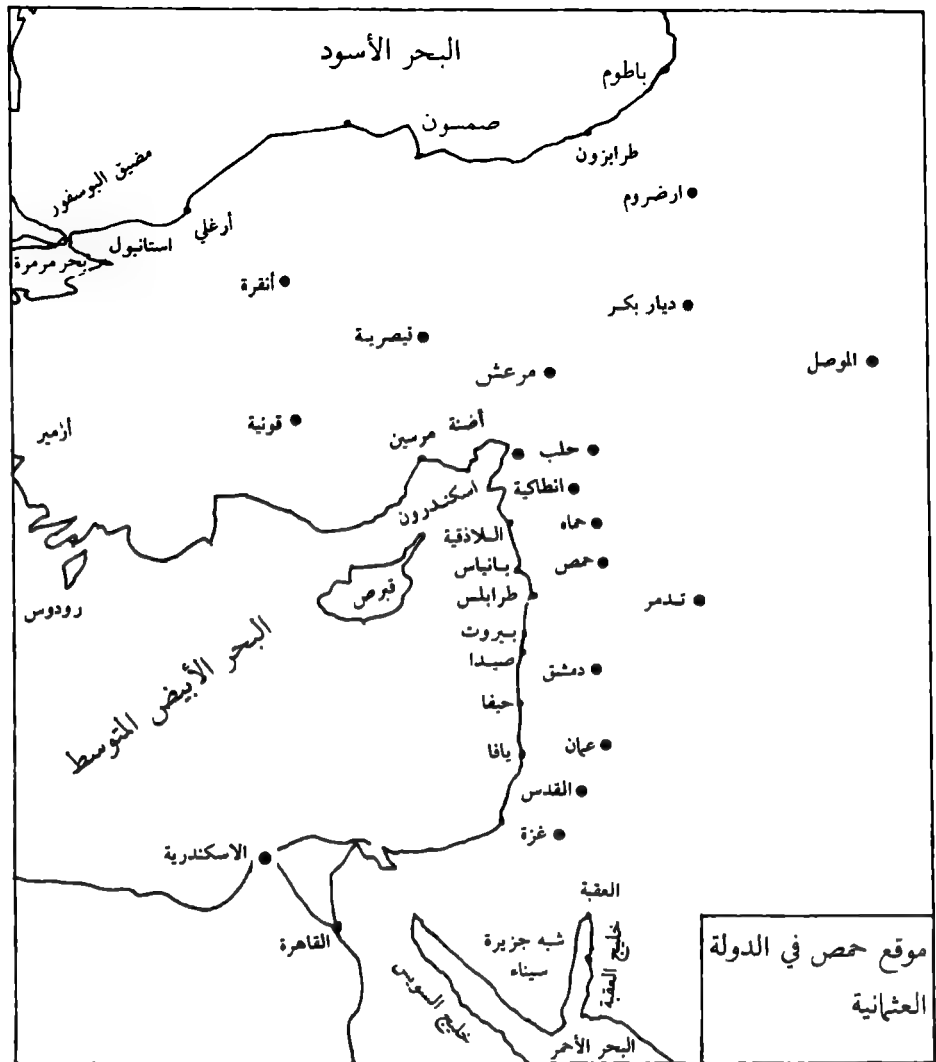 البحر الأسود
باطوم
صمسون
طرابزون
مضيق البوسفور
ارضروم
أرغلي
استانبول
بحر مرمرة
أنقرة
ديار بكر
قيصرية
الموصل
مرعش
أضنة
قونية
مرسين
أزمير
حلب
انطاكية
اسكندرون
حماه
اللاذقية
حمص
بانياس
قبرص
طرابلس
تدمر
رودوس
بيروت
صيدا
دمشق
البحر الأبيض المتوسط
حيفا
عمان
يافا
القدس
غزة
الاسكندرية
العقبة
القاهرة
شبه جزيرة
سيناء
خليج العقبة
خليج السويس
البحر الأحمر
موقع حمص في الدولة
العثمانية